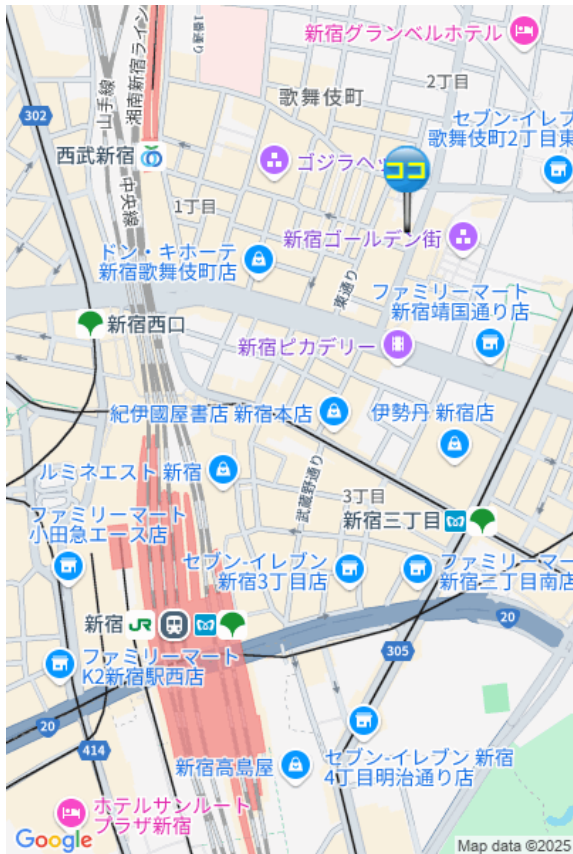 新宿グランベルホテル
1番通り
湘南新宿ライン
山手線
2丁目
歌舞伎町
302
セブン-イレブ
歌舞伎町2丁目東
西武新宿
ゴジラヘッ
ココ
中央線
1丁目
新宿ゴールデン街
ドン・キホーテ
新宿歌舞伎町店
東通り
ファミリーマート
新宿靖国通り店
新宿西口
新宿ピカデリー
紀伊國屋書店 新宿本店
伊勢丹 新宿店
ルミネエスト 新宿
武蔵野通り
3丁目
新宿三丁目
ファミリーマート
小田急エース店
セブン-イレブン
新宿3丁目店
ファミリーマー
新宿三丁目南店
新宿
JR
20
305
ファミリーマート
K2新宿駅西店
20
414
セブン-イレブン 新宿
4丁目明治通り店
新宿高島屋
ホテルサンルート
プラザ新宿
Google
Map data ©2025